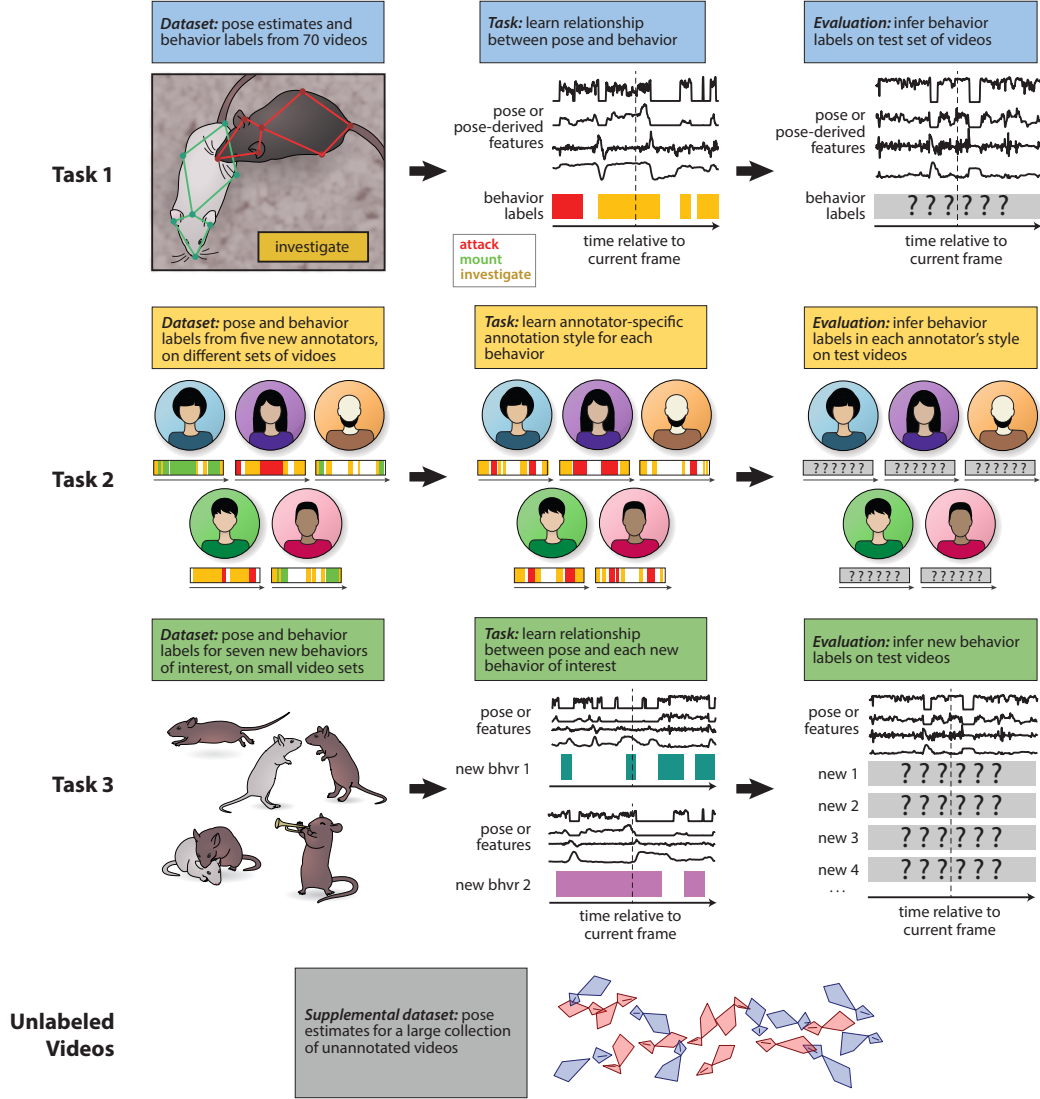 Dataset: pose estimates and
behavior labels from 70 videos
Task: learn relationship
between pose and behavior
Evaluation: infer behavior
labels on test set of videos
Task 1
investigate
pose or
pose-derived
features
behavior
labels
attack
mount
investigate
time relative to
current frame
pose or
pose-derived
features
behavior
labels
? ? ? ? ? ?
time relative to
current frame
Dataset: pose and behavior
labels from five new annotators,
on different sets of vidoes
Task: learn annotator-specific
annotation style for each
behavior
Evaluation: infer behavior
labels in each annotator's style
on test videos
Task 2
? ? ? ? ? ?
? ? ? ? ? ?
? ? ? ? ? ?
? ? ? ? ? ?
? ? ? ? ? ?
Dataset: pose and behavior
labels for seven new behaviors
of interest, on small video sets
Task: learn relationship
between pose and each new
behavior of interest
Evaluation: infer new behavior
labels on test videos
Task 3
pose or
features
new bhvr 1
pose or
features
new bhvr 2
time relative to
current frame
pose or
features
new 1
? ? ? ? ? ?
new 2
? ? ? ? ? ?
new 3
? ? ? ? ? ?
new 4
? ? ? ? ? ?
...
time relative to
current frame
Unlabeled
Videos
Supplemental dataset: pose
estimates for a large collection
of unannotated videos